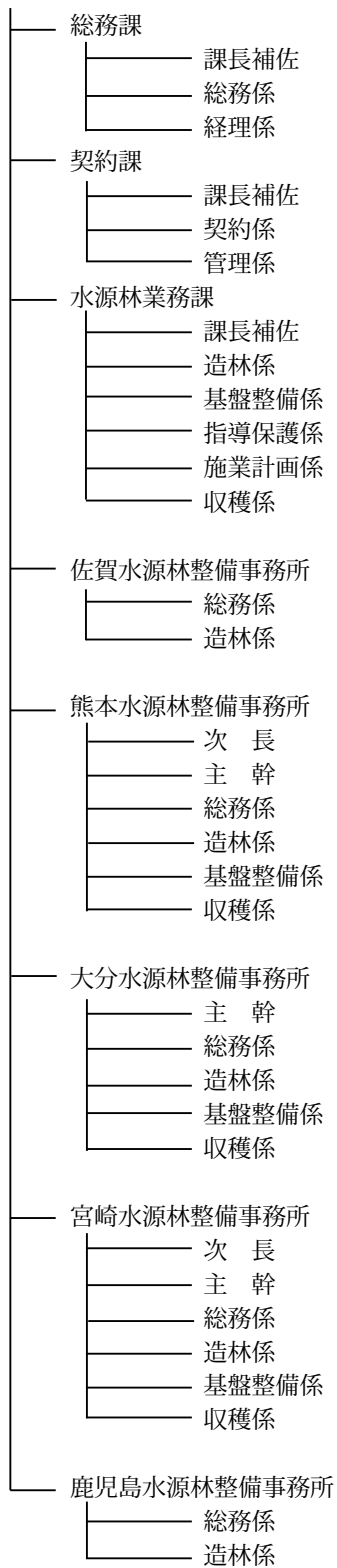 総務課
課長補佐
総務係
経理係
契約課
課長補佐
契約係
管理係
水源林業務課
課長補佐
造林係
基盤整備係
指導保護係
施業計画係
収穫係
佐賀水源林整備事務所
総務係
造林係
熊本水源林整備事務所
次　長
主　幹
総務係
造林係
基盤整備係
収穫係
大分水源林整備事務所
主　幹
総務係
造林係
基盤整備係
収穫係
宮崎水源林整備事務所
次　長
主　幹
総務係
造林係
基盤整備係
収穫係
鹿児島水源林整備事務所
総務係
造林係